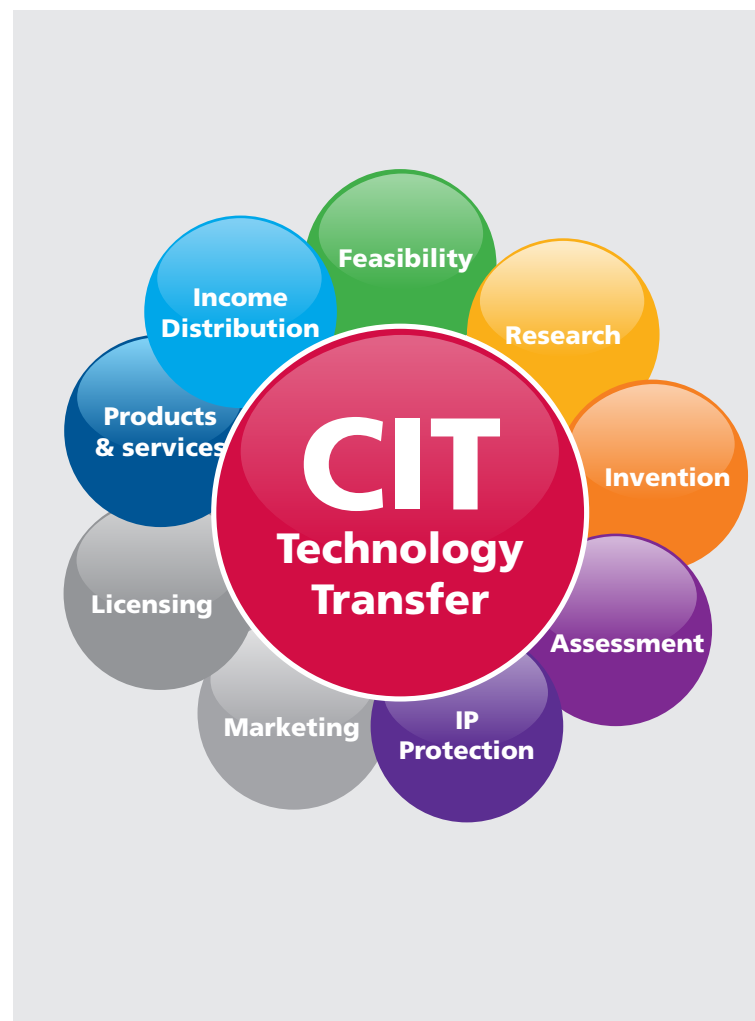 Feasibility
Research
Invention
Assessment
IP
Protection
Marketing
Licensing
Products
& services
Income
Distribution
CIT
Technology
Transfer